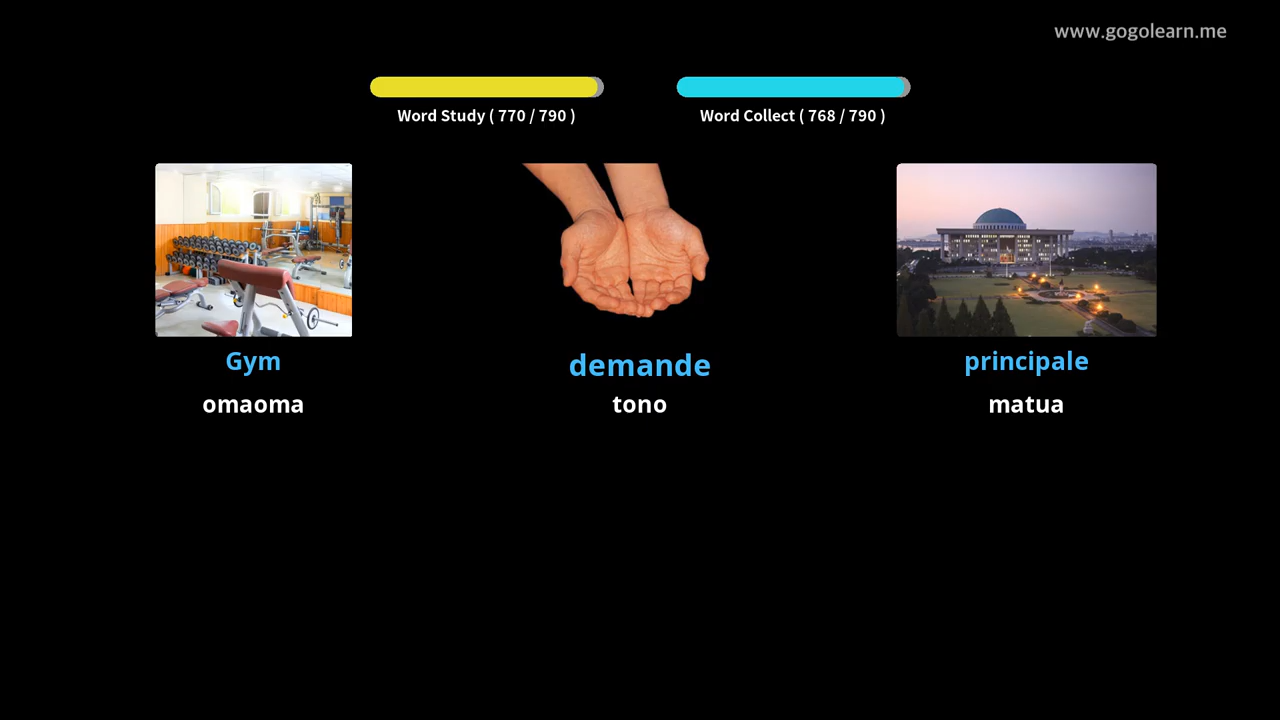 www.gogolearn.me
Word Study ( 770 / 790 )
Word Collect ( 768 / 790 )
Gym
demande
principale
omaoma
tono
matua